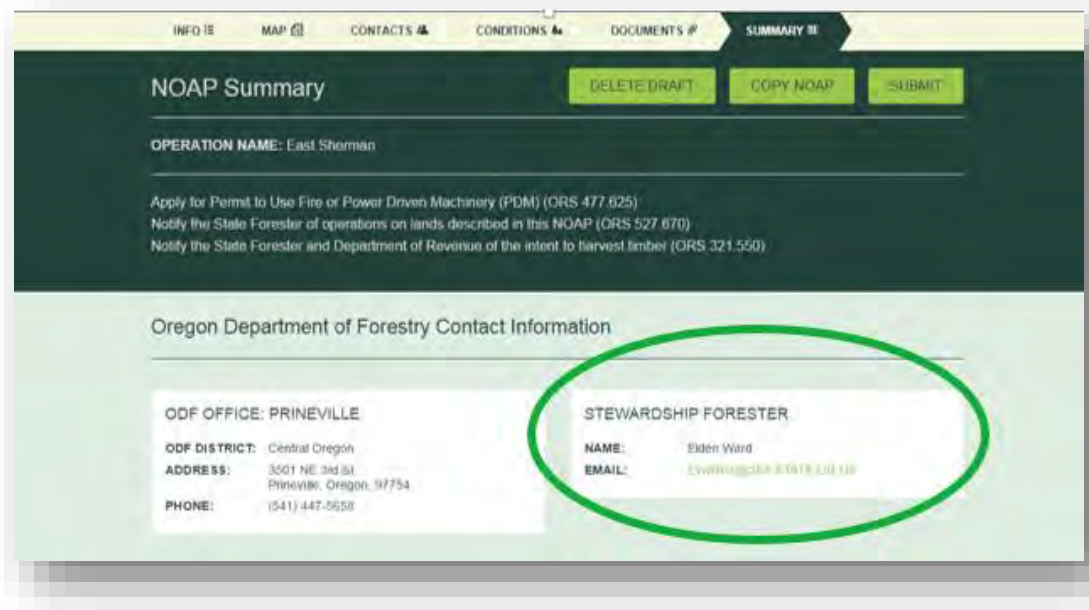 INFO
MAP
CONTACTS
CONDITIONS
DOCUMENTS
SUMMARY
NOAP Summary
DELETE DRAFT
COPY NOAP
SUBMIT
OPERATION NAME: East Sherman
Apply for Permit to Use Fire or Power Driven Machinery (PDM) (ORS 477.625)
Notify the State Forester of operations on lands described in this NOAP (ORS 527.670)
Notify the State Forester and Department of Revenue of the intent to harvest timber (ORS 321.550)
Oregon Department of Forestry Contact Information
ODF OFFICE: PRINEVILLE
ODF DISTRICT: Central Oregon
ADDRESS: 3501 NE 3rd St
Prineville, Oregon, 97754
PHONE: (541) 447-5658
STEWARDSHIP FORESTER
NAME: Elden Ward
EMAIL: